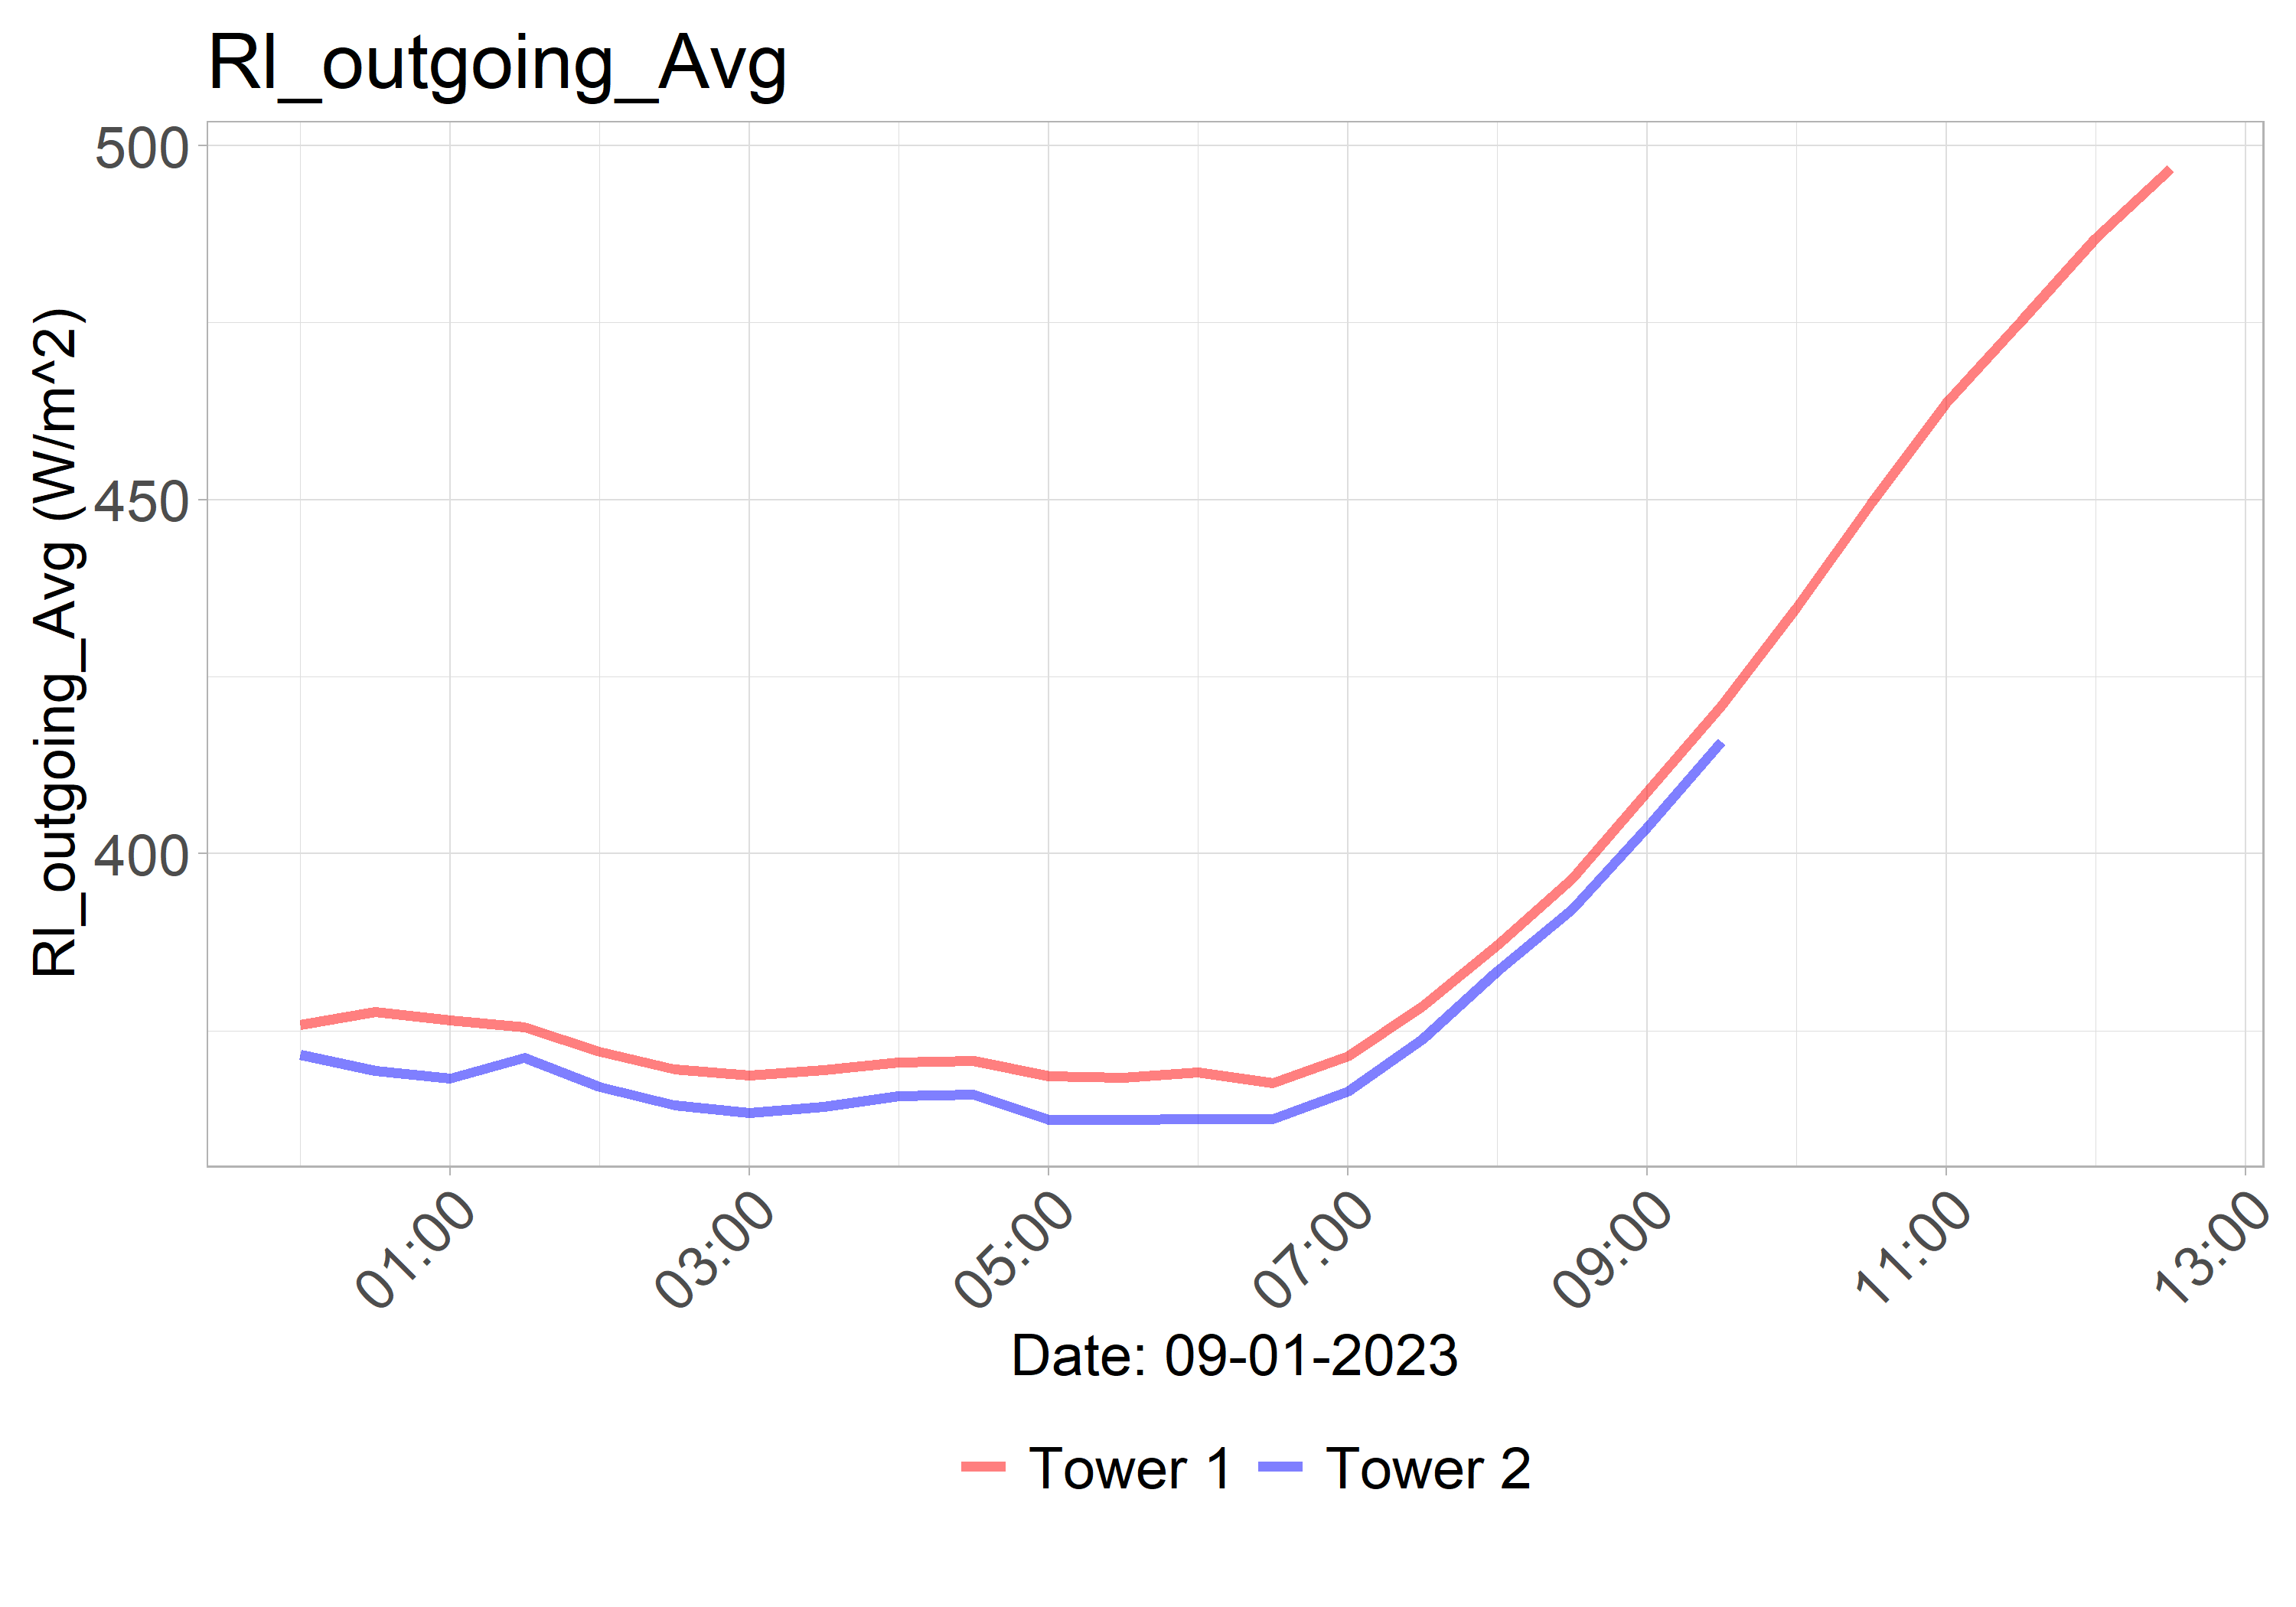 Rl_outgoing_Avg
Rl_outgoing_Avg (W/m^2)
500
450
400
01:00 03:00 05:00 07:00 09:00 11:00 13:00
Date: 09-01-2023
Tower 1 Tower 2